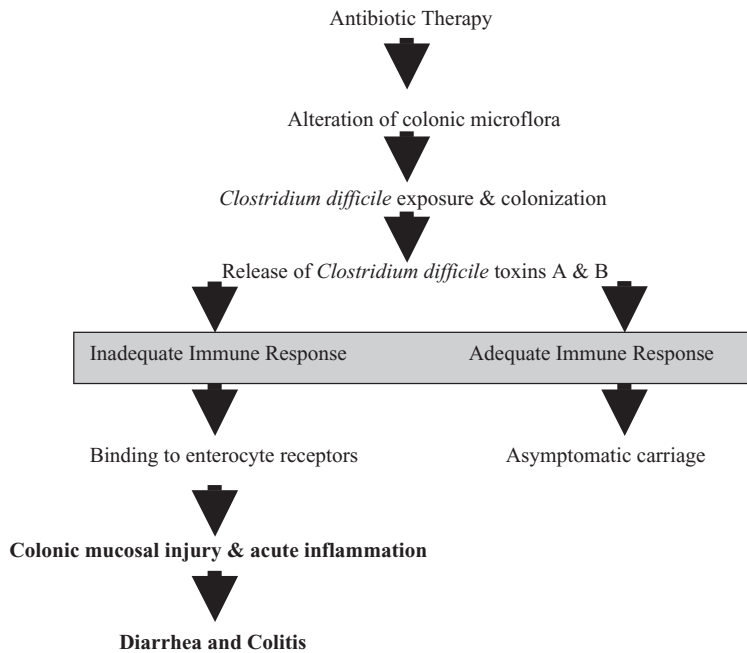 Antibiotic Therapy
Alteration of colonic microflora
Clostridium difficile exposure & colonization
Release of Clostridium difficile toxins A & B
Inadequate Immune Response
Adequate Immune Response
Binding to enterocyte receptors
Asymptomatic carriage
Colonic mucosal injury & acute inflammation
Diarrhea and Colitis